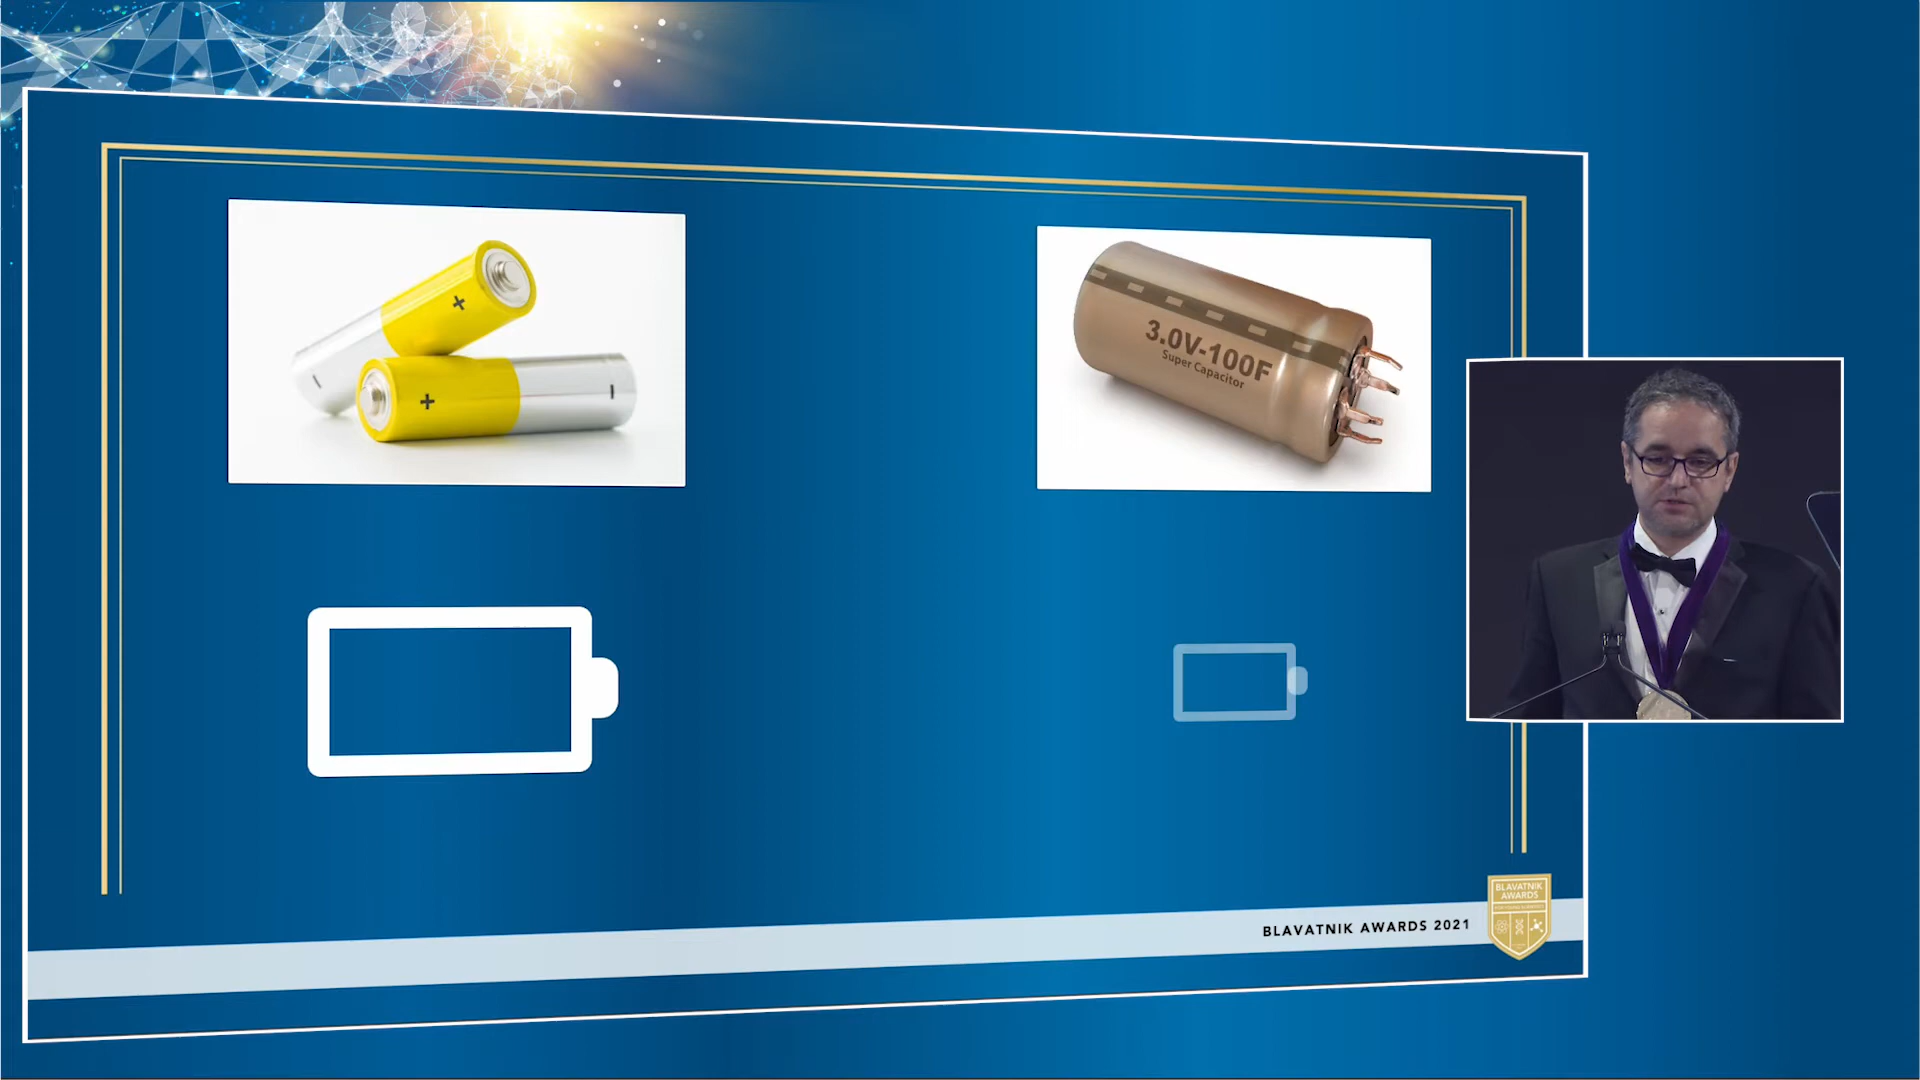 +
-
+
-
3.0V-100F
Super Capacitor
BLAVATNIK AWARDS 2021
BLAVATNIK
AWARDS